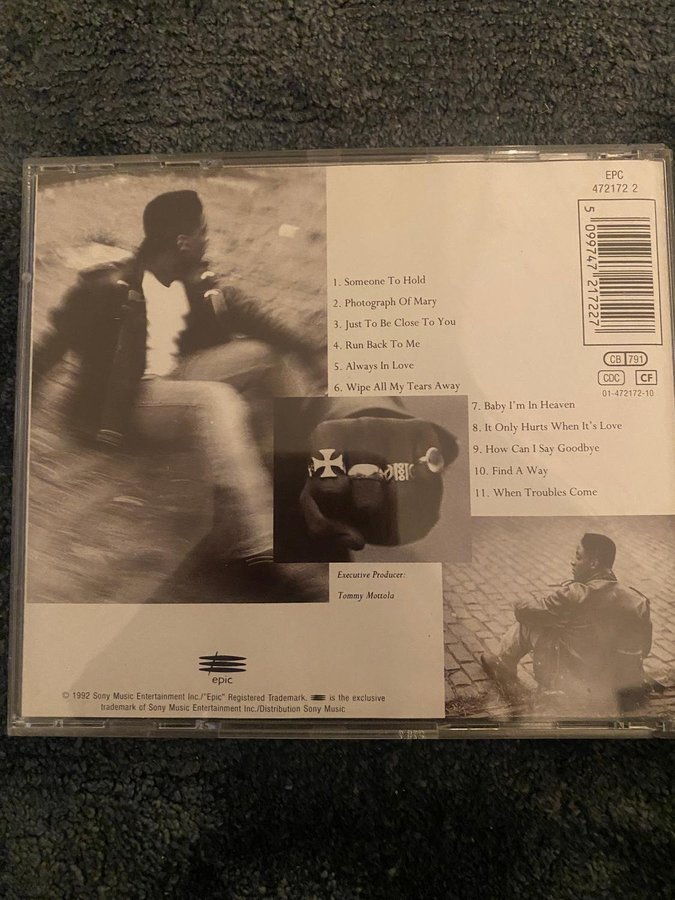 EPC
472172 2
5 099747 217227
CB 791
CDC CF
01-472172-10
1. Someone To Hold
2. Photograph Of Mary
3. Just To Be Close To You
4. Run Back To Me
5. Always In Love
6. Wipe All My Tears Away
7. Baby I'm In Heaven
8. It Only Hurts When It's Love
9. How Can I Say Goodbye
10. Find A Way
11. When Troubles Come
Executive Producer:
Tommy Mottola
epic
© 1992 Sony Music Entertainment Inc./"Epic" Registered Trademark. is the exclusive
trademark of Sony Music Entertainment Inc./Distribution Sony Music